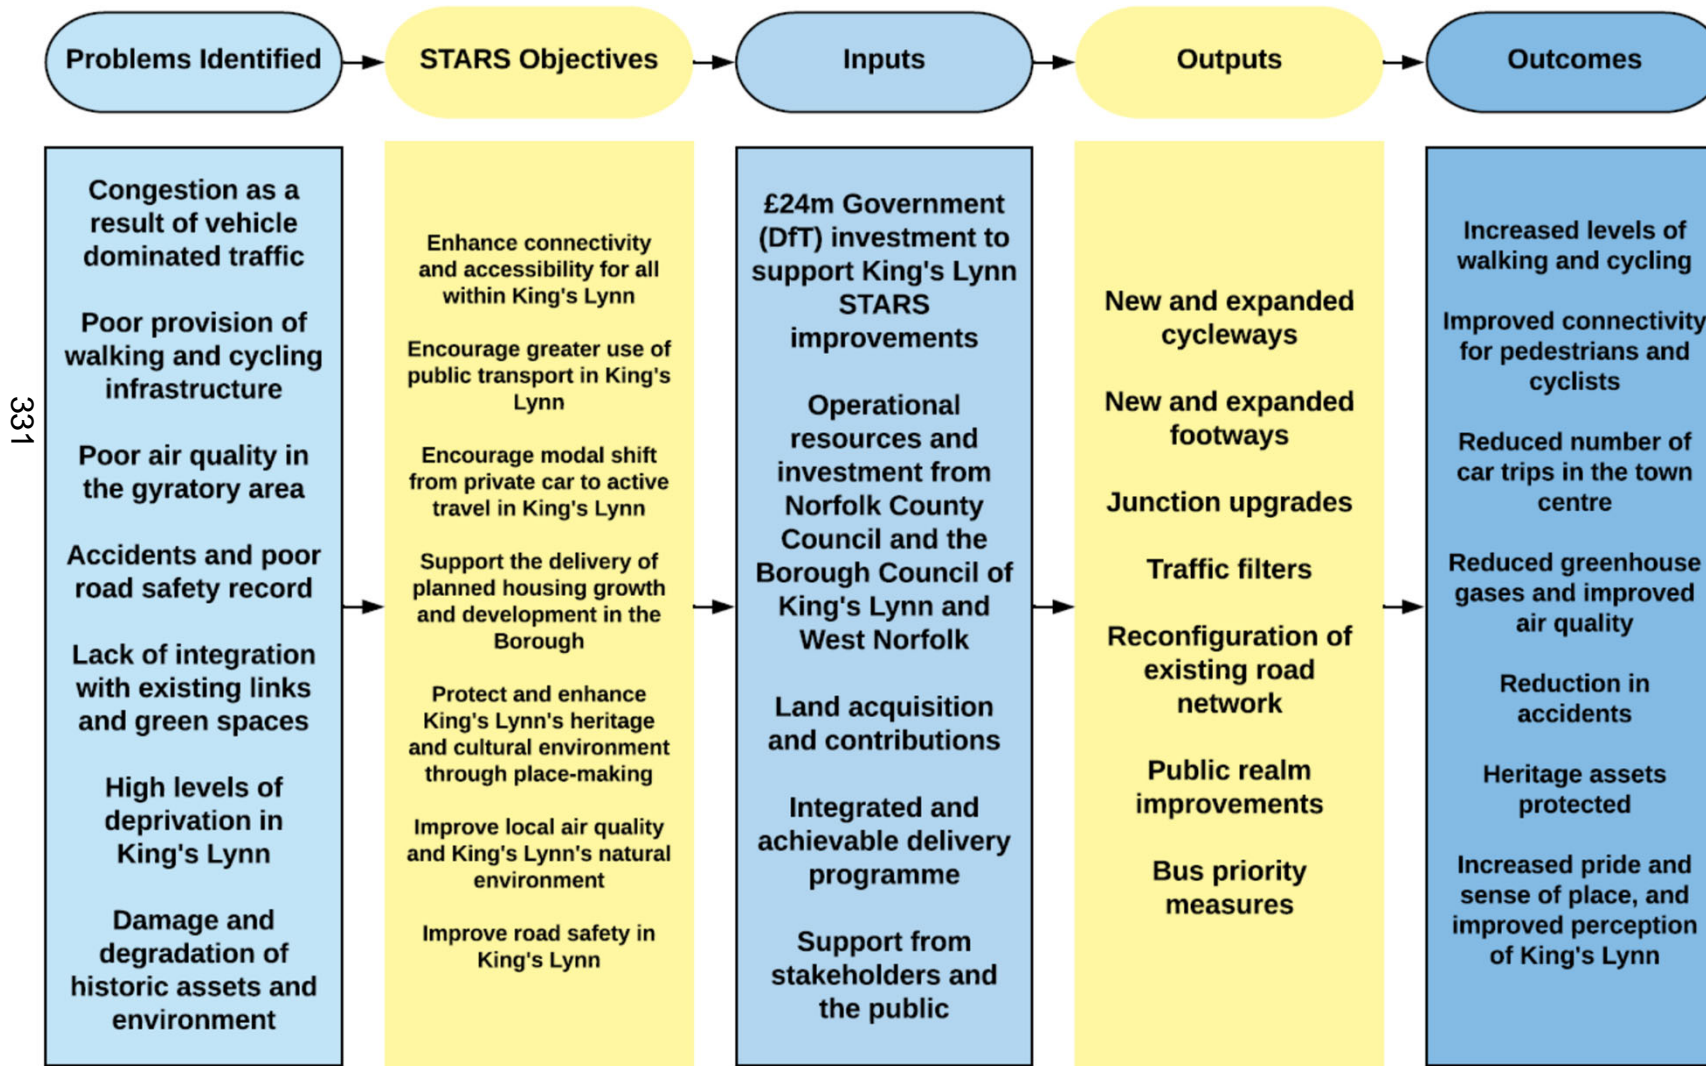 Problems Identified
STARS Objectives
Inputs
Outputs
Outcomes
Congestion as a
result of vehicle
dominated traffic
Poor provision of
walking and cycling
infrastructure
Poor air quality in
the gyratory area
Accidents and poor
road safety record
Lack of integration
with existing links
and green spaces
High levels of
deprivation in
King's Lynn
Damage and
degradation of
historic assets and
environment
Enhance connectivity
and accessibility for all
within King's Lynn
Encourage greater use of
public transport in King's
Lynn
Encourage modal shift
from private car to active
travel in King's Lynn
Support the delivery of
planned housing growth
and development in the
Borough
Protect and enhance
King's Lynn's heritage
and cultural environment
through place-making
Improve local air quality
and King's Lynn's natural
environment
Improve road safety in
King's Lynn
£24m Government
(DfT) investment to
support King's Lynn
STARS
improvements
Operational
resources and
investment from
Norfolk County
Council and the
Borough Council of
King's Lynn and
West Norfolk
Land acquisition
and contributions
Integrated and
achievable delivery
programme
Support from
stakeholders and
the public
New and expanded
cycleways
New and expanded
footways
Junction upgrades
Traffic filters
Reconfiguration of
existing road
network
Public realm
improvements
Bus priority
measures
Increased levels of
walking and cycling
Improved connectivity
for pedestrians and
cyclists
Reduced number of
car trips in the town
centre
Reduced greenhouse
gases and improved
air quality
Reduction in
accidents
Heritage assets
protected
Increased pride and
sense of place, and
improved perception
of King's Lynn
331